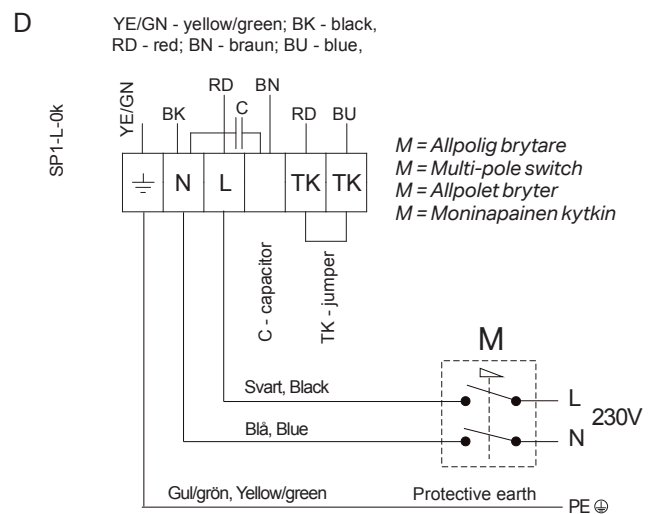 D
YE/GN - yellow/green; BK - black,
RD - red; BN - braun; BU - blue,
SP1-L-0k
YE/GN
BK
RD
C
BN
RD
BU
N
L
TK
TK
M = Allpolig brytare
M = Multi-pole switch
M = Allpolet bryter
M = Moninapainen kytkin
C - capacitor
TK - jumper
M
Svart, Black
L
230V
Blå, Blue
N
Gul/grön, Yellow/green
Protective earth
PE